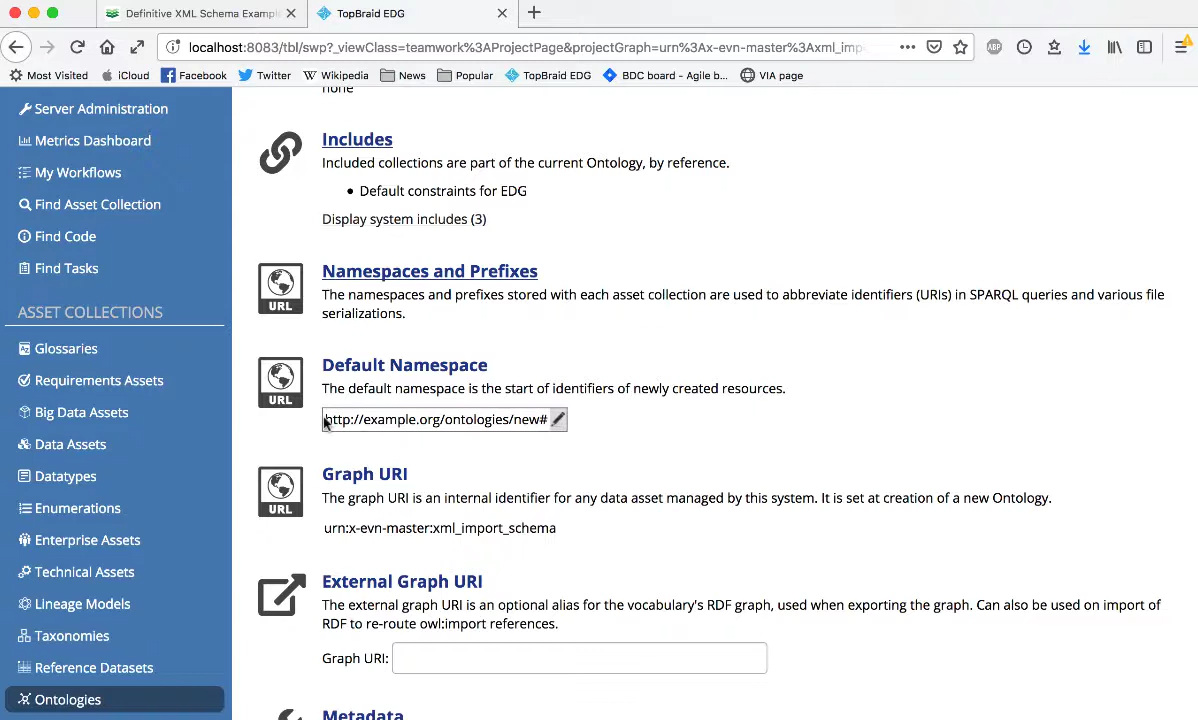 Definitive XML Schema Example
TopBraid EDG
localhost:8083/tbl/swp?_viewClass=teamwork%3AProjectPage&projectGraph=urn%3Ax-evn-master%3Axml_imp
ABP
Most Visited
iCloud
Facebook
Twitter
Wikipedia
News
Popular
TopBraid EDG
BDC board - Agile b...
VIA page
Server Administration
Metrics Dashboard
My Workflows
Find Asset Collection
Find Code
Find Tasks
ASSET COLLECTIONS
Glossaries
Requirements Assets
Big Data Assets
Data Assets
Datatypes
Enumerations
Enterprise Assets
Technical Assets
Lineage Models
Taxonomies
Reference Datasets
Ontologies
none
Includes
Included collections are part of the current Ontology, by reference.
• Default constraints for EDG
Display system includes (3)
URL
Namespaces and Prefixes
The namespaces and prefixes stored with each asset collection are used to abbreviate identifiers (URIs) in SPARQL queries and various file
serializations.
URL
Default Namespace
The default namespace is the start of identifiers of newly created resources.
http://example.org/ontologies/new#
URL
Graph URI
The graph URI is an internal identifier for any data asset managed by this system. It is set at creation of a new Ontology.
urn:x-evn-master:xml_import_schema
External Graph URI
The external graph URI is an optional alias for the vocabulary's RDF graph, used when exporting the graph. Can also be used on import of
RDF to re-route owl:import references.
Graph URI:
Metadata